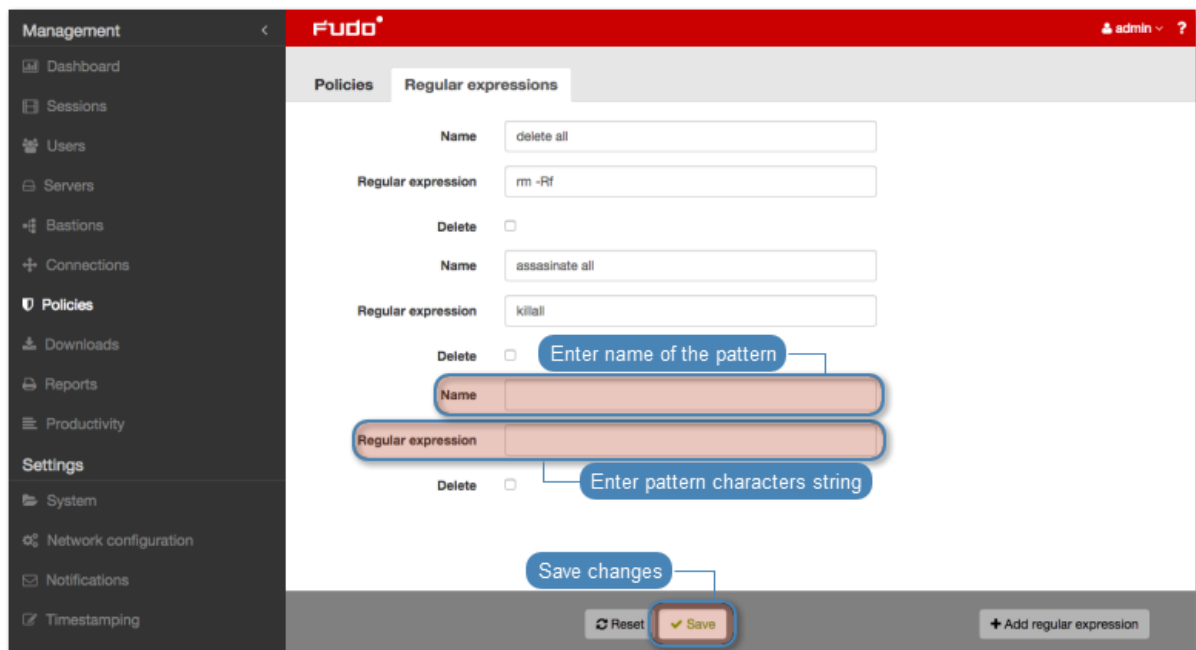 Management
Dashboard
Sessions
Users
Servers
Bastions
Connections
Policies
Downloads
Reports
Productivity
Settings
System
Network configuration
Notifications
Timestamping
FUDO
admin ?
Policies Regular expressions
Name delete all
Regular expression rm -Rf
Delete
Name assasinate all
Regular expression killall
Delete
Enter name of the pattern
Name
Regular expression
Enter pattern characters string
Delete
Save changes
Reset Save + Add regular expression